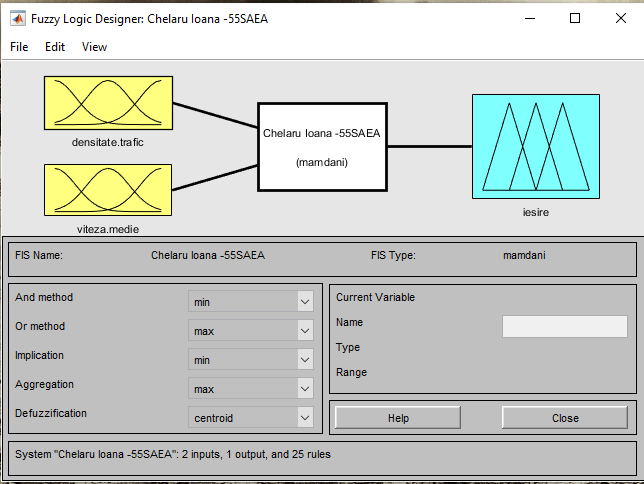 Fuzzy Logic Designer: Chelaru Ioana -55SAEA
File Edit View
densitate.trafic
viteza.medie
Chelaru Ioana -55SAEA
(mamdani)
iesire
FIS Name: Chelaru Ioana -55SAEA FIS Type: mamdani
And method min
Or method max
Implication min
Aggregation max
Defuzzification centroid
Current Variable
Name
Type
Range
Help Close
System "Chelaru Ioana -55SAEA": 2 inputs, 1 output, and 25 rules